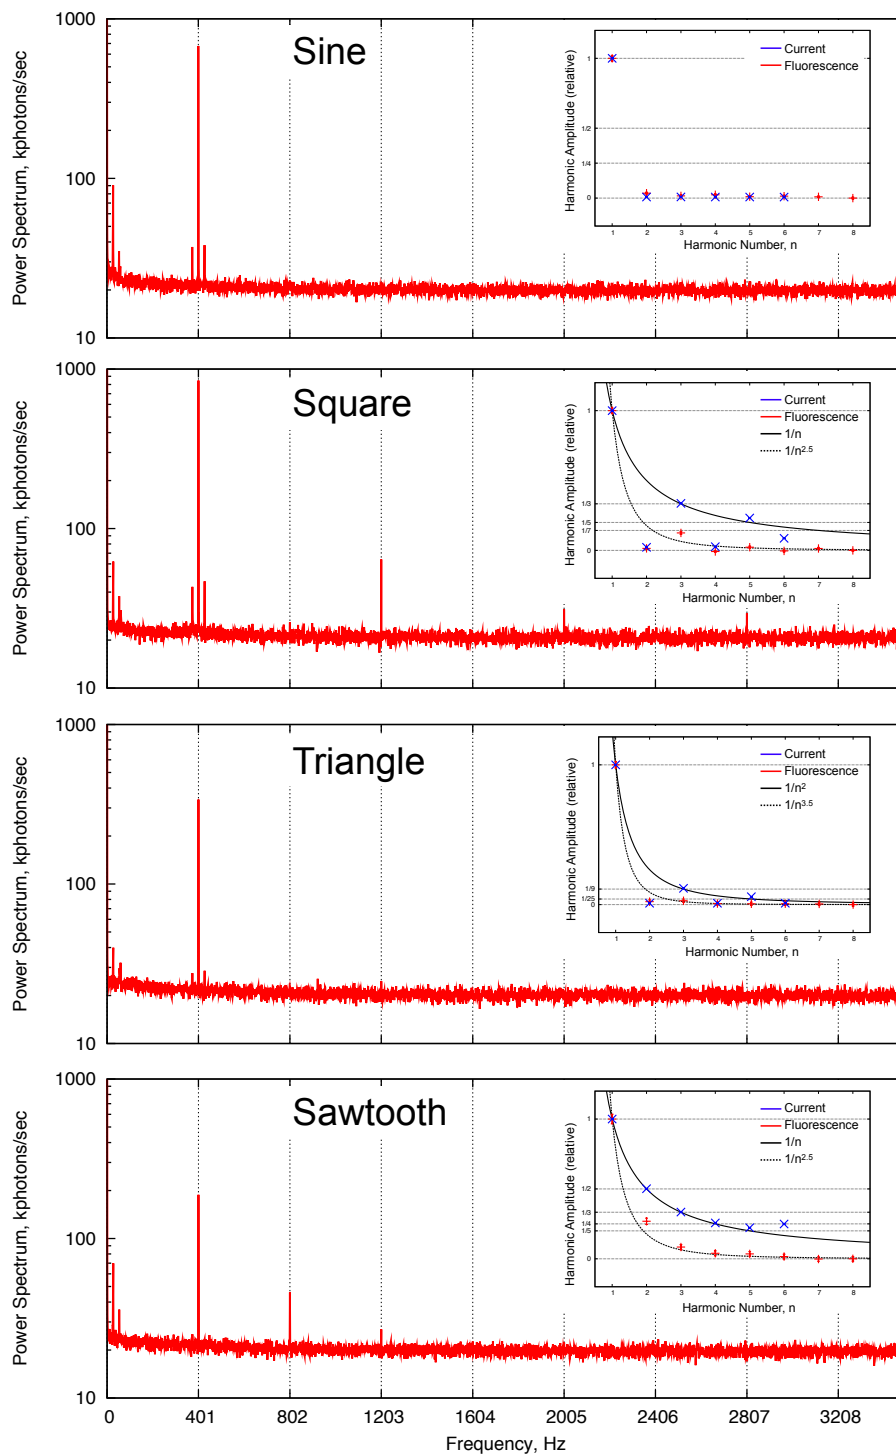 Sine
Power Spectrum, kphotons/sec
1000
100
10
Harmonic Amplitude (relative)
1
1/2
1/4
0
Current
Fluorescence
1 2 3 4 5 6 7 8
Harmonic Number, n
Square
Power Spectrum, kphotons/sec
1000
100
10
Harmonic Amplitude (relative)
1
1/3
1/5
1/7
0
Current
Fluorescence
1/n
1/n^2.5
1 2 3 4 5 6 7 8
Harmonic Number, n
Triangle
Power Spectrum, kphotons/sec
1000
100
10
Harmonic Amplitude (relative)
1
1/9
1/25
0
Current
Fluorescence
1/n²
1/n^3.5
1 2 3 4 5 6 7 8
Harmonic Number, n
Sawtooth
Power Spectrum, kphotons/sec
1000
100
10
Harmonic Amplitude (relative)
1
1/2
1/3
1/4
1/5
0
Current
Fluorescence
1/n
1/n^2.5
1 2 3 4 5 6 7 8
Harmonic Number, n
0 401 802 1203 1604 2005 2406 2807 3208
Frequency, Hz